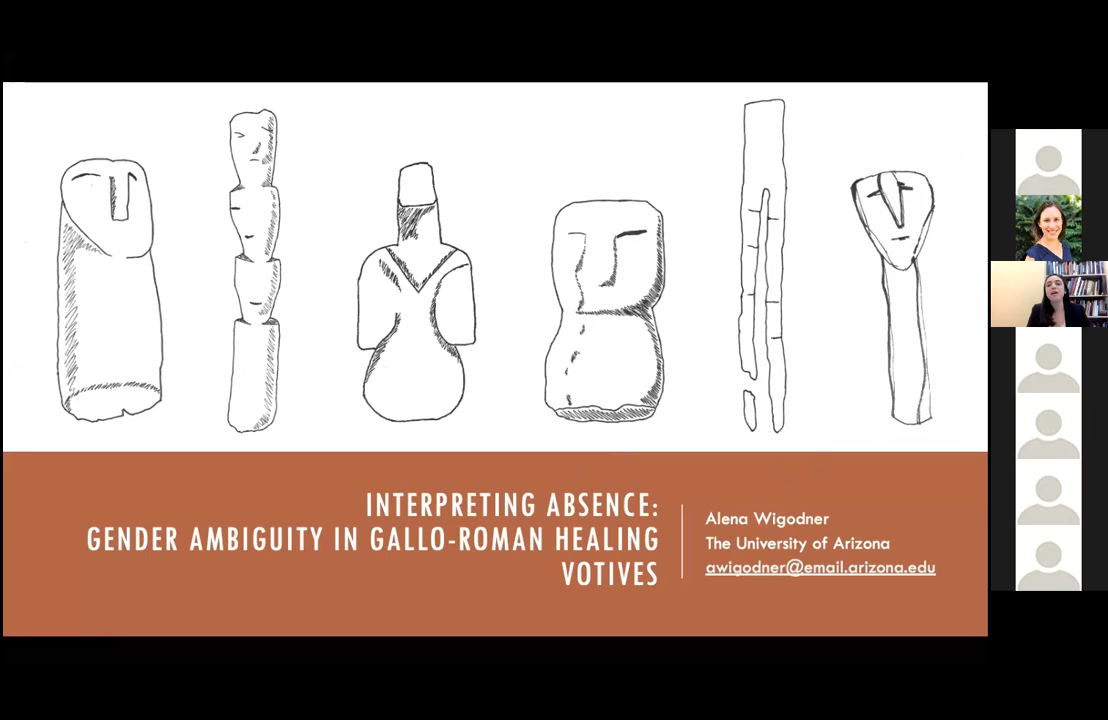 INTERPRETING ABSENCE:
GENDER AMBIGUITY IN GALLO-ROMAN HEALING
VOTIVES
Alena Wigodner
The University of Arizona
awigodner@email.arizona.edu